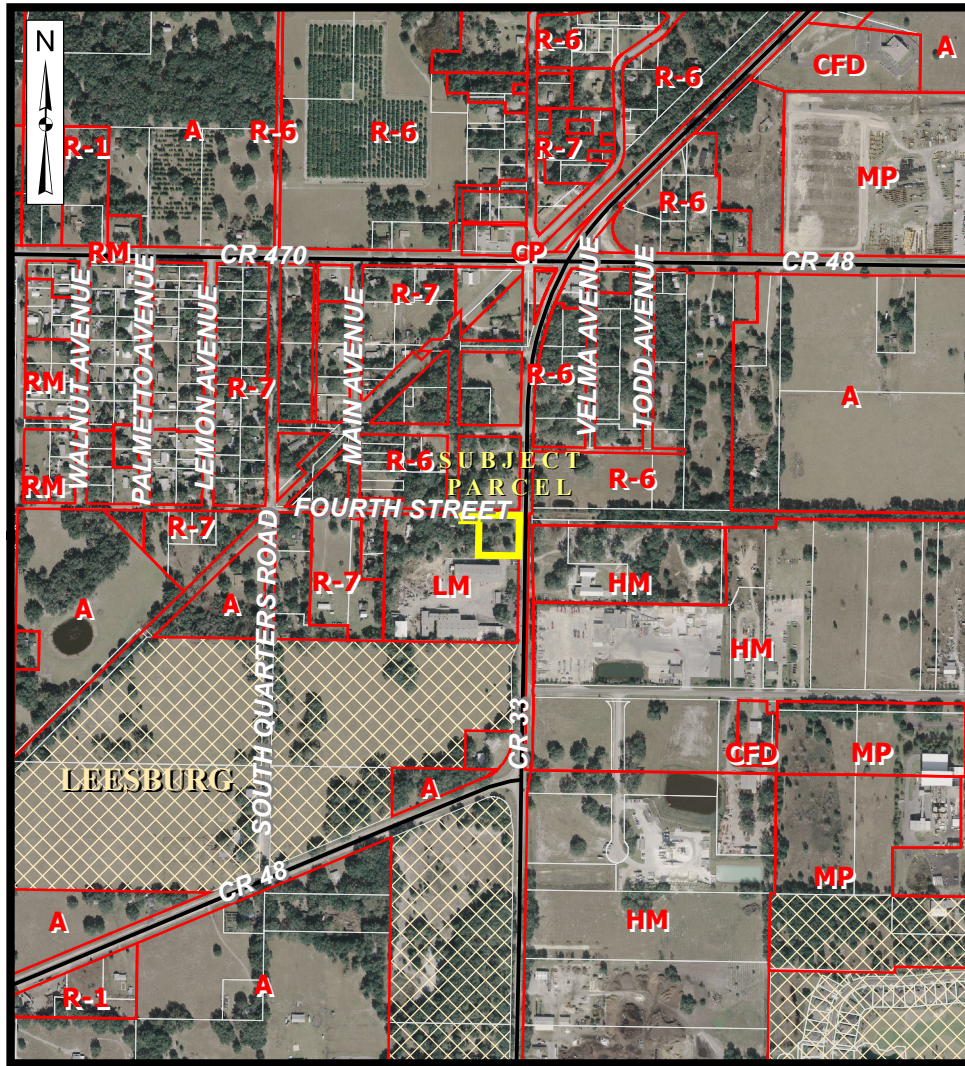 N
R-6
A
CFD
R-6
R-1
A
R-6
R-6
R-7
MP
R-6
RM
CR 470
CP
CR 48
WALNUT AVENUE
PALMETTO AVENUE
LEMON AVENUE
MAIN AVENUE
R-7
VELMA AVENUE
TODD AVENUE
RM
R-7
R-6
A
RM
R-6
SUBJECT
PARCEL
R-6
FOURTH STREET
R-7
A
A
R-7
LM
HM
HM
SOUTH QUARTERS ROAD
CR 33
LEESBURG
A
CFD
MP
CR 48
MP
A
HM
R-1
A